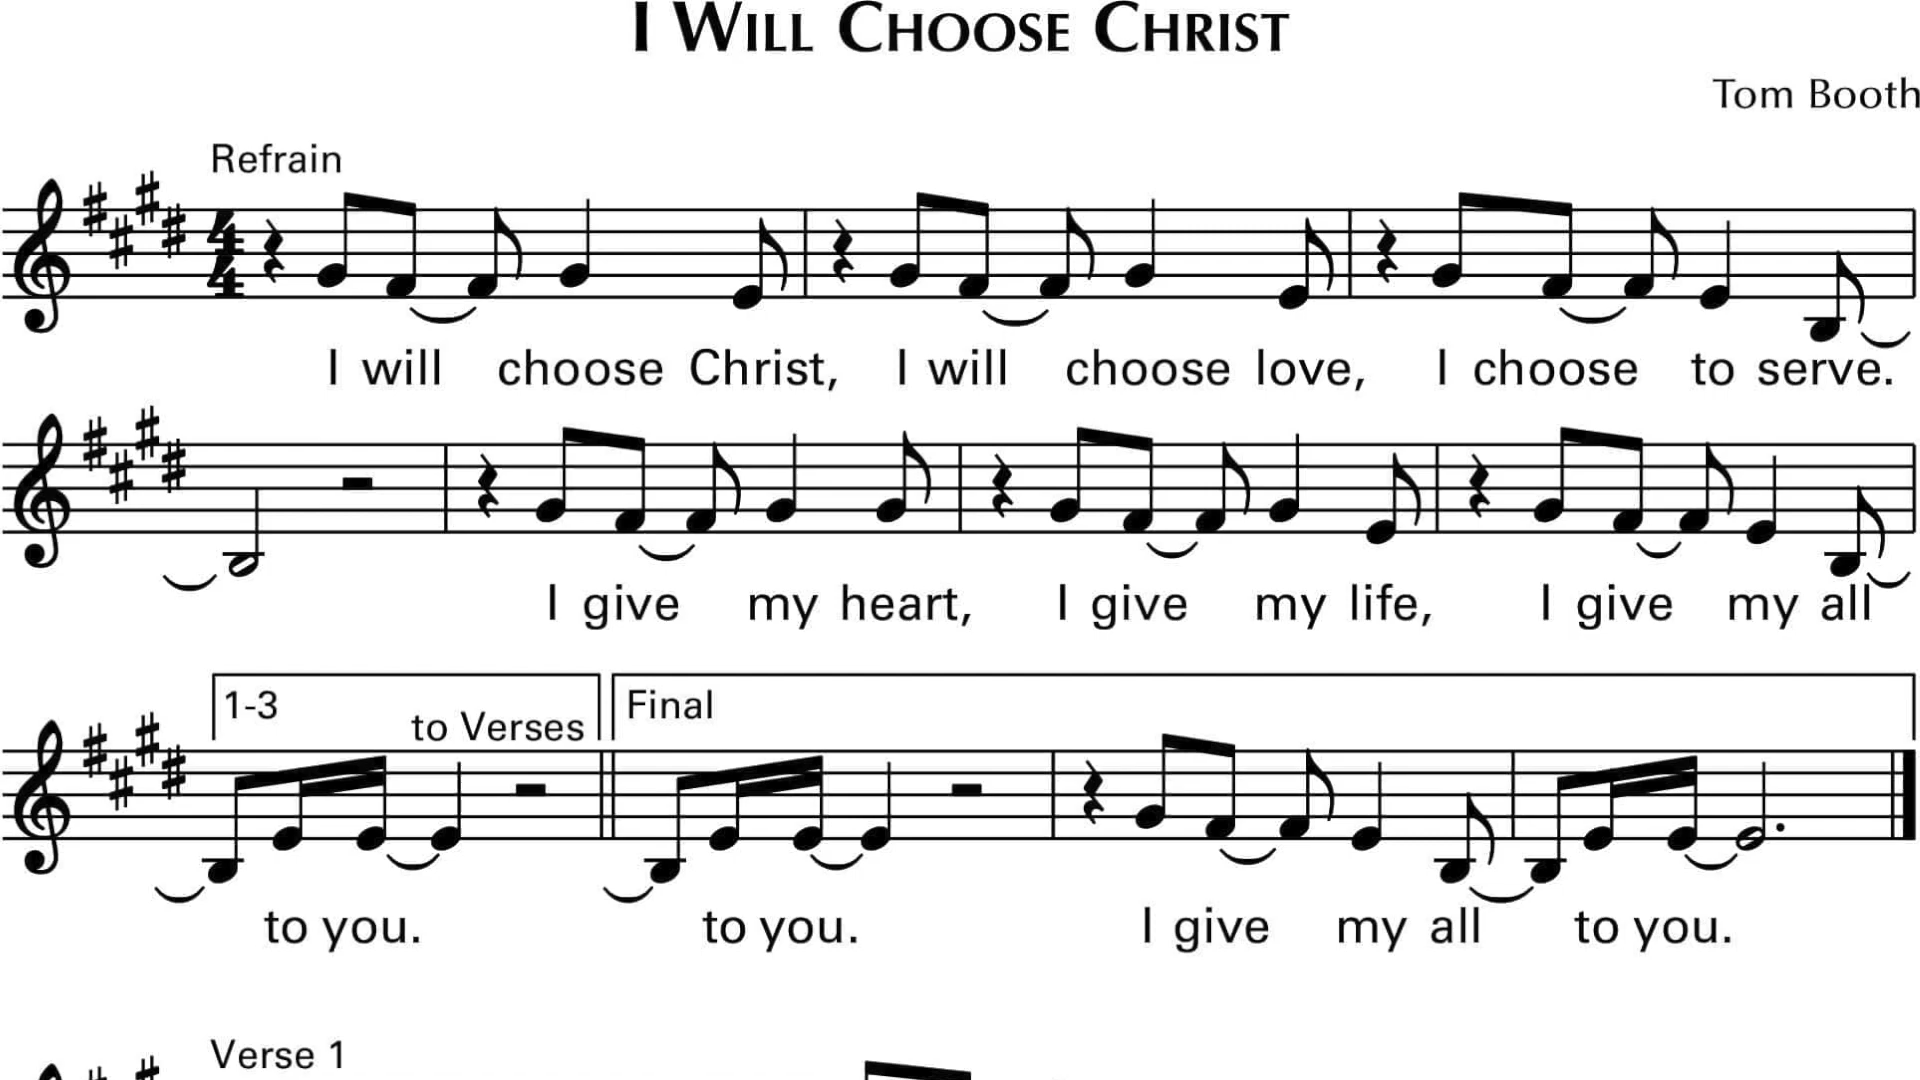 I WILL CHOOSE CHRIST
Tom Booth
Refrain
4
4
I will choose Christ, I will choose love, I choose to serve.
I give my heart, I give my life, I give my all
1-3 to Verses Final
to you. to you. I give my all to you.
Verse 1